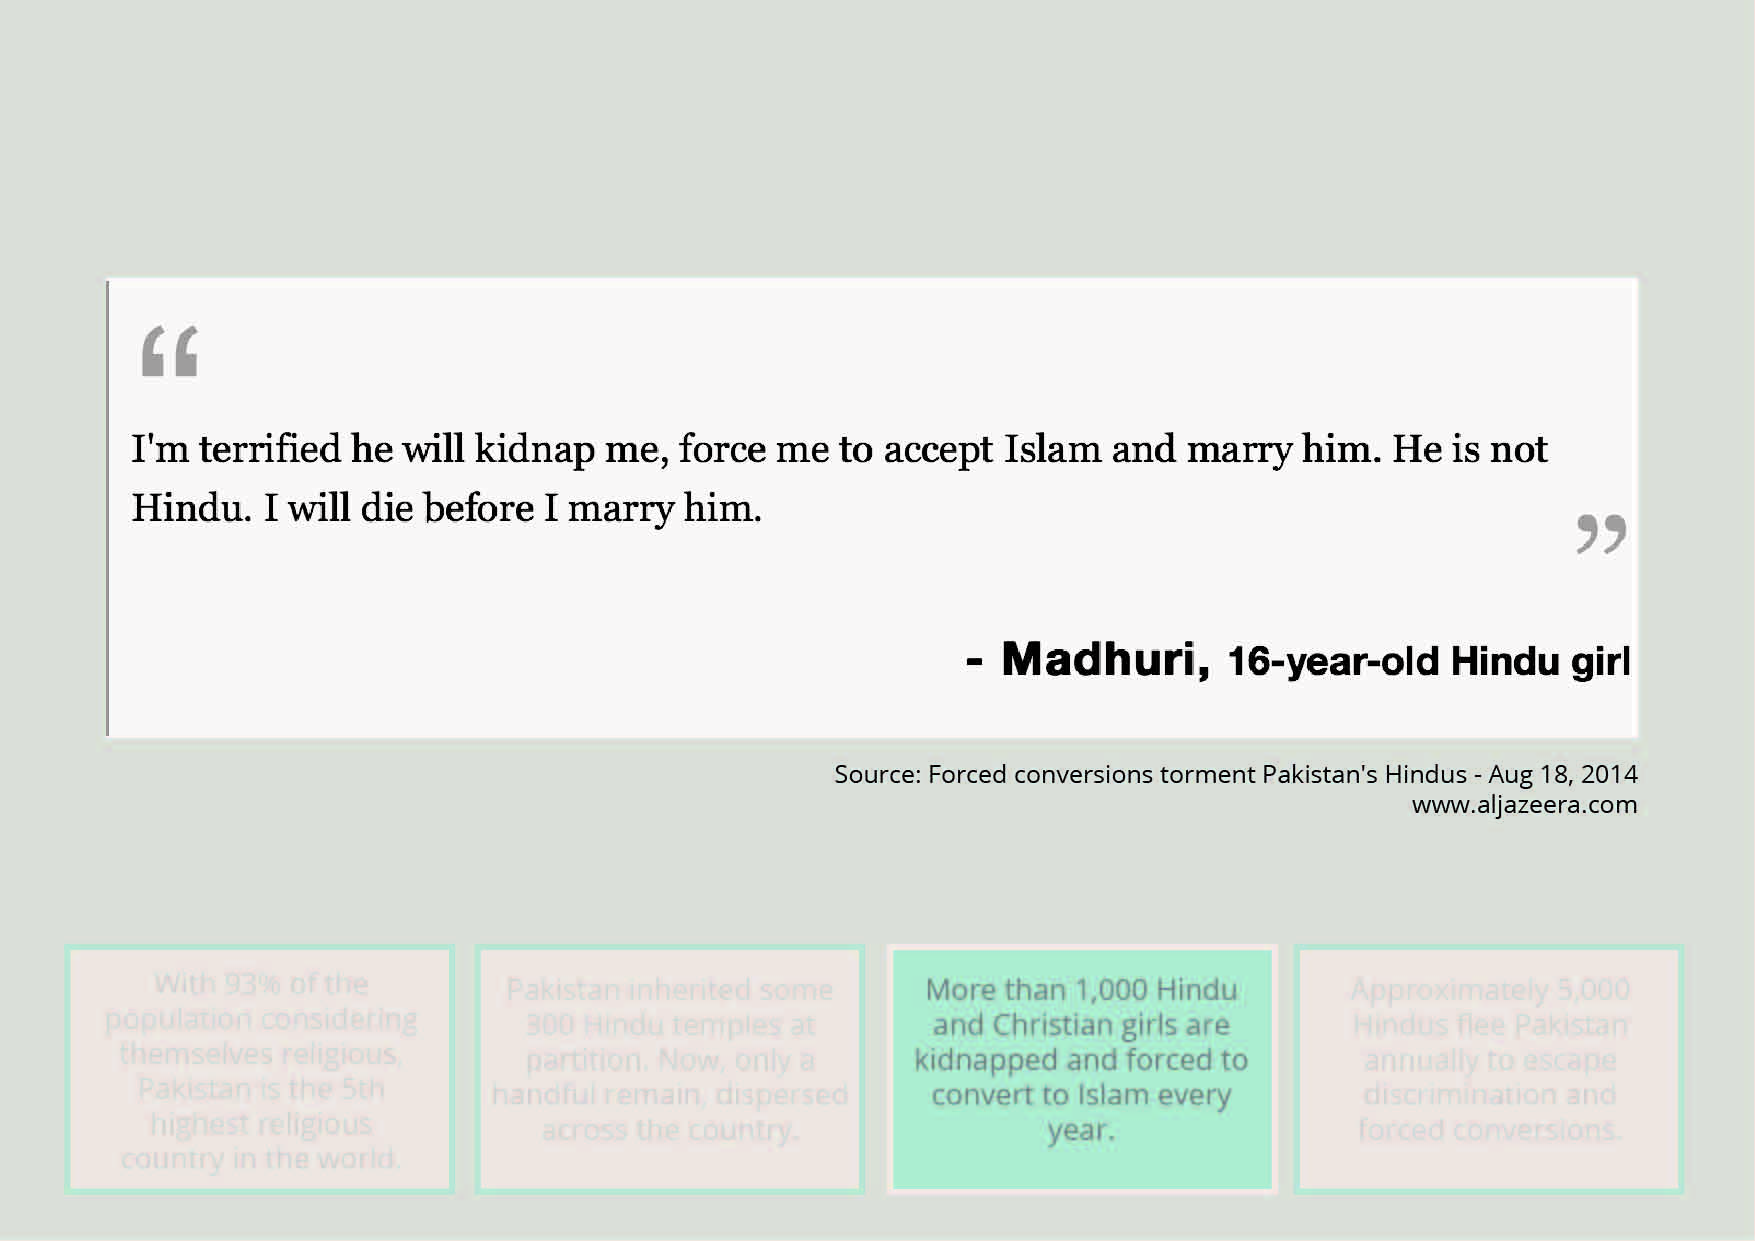 “
I'm terrified he will kidnap me, force me to accept Islam and marry him. He is not
Hindu. I will die before I marry him.
”
- Madhuri, 16-year-old Hindu girl
Source: Forced conversions torment Pakistan's Hindus - Aug 18, 2014
www.aljazeera.com
With 93% of the
population considering
themselves religious,
Pakistan is the 5th
highest religious
country in the world.
Pakistan inherited some
300 Hindu temples at
partition. Now, only a
handful remain, dispersed
across the country.
More than 1,000 Hindu
and Christian girls are
kidnapped and forced to
convert to Islam every
year.
Approximately 5,000
Hindus flee Pakistan
annually to escape
discrimination and
forced conversions.